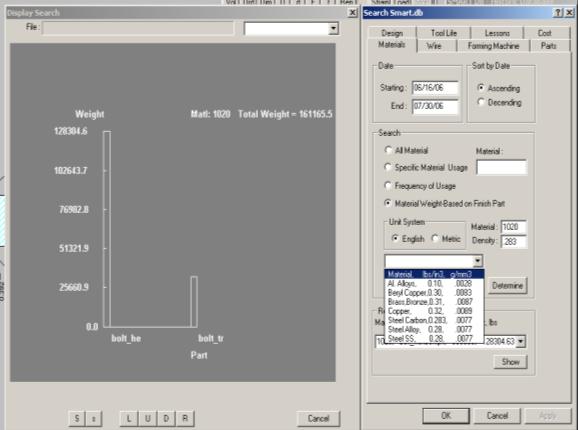 Display Search
File :
Weight
Matl: 1020 Total Weight = 161165.5
128304.6
102643.7
76982.8
51321.9
25660.9
0.0
bolt_he
bolt_tr
Part
S
L U D R
Cancel
Search Smart.db
Design Tool Life Lessons Cost
Materials Wire Forming Machine Parts
Date
Starting : 06/16/06
End : 07/30/06
Sort by Date
Ascending
Decending
Search
All Material
Material :
Specific Material Usage
Frequency of Usage
Material Weight-Based on Finish Part
Unit System
English Metric
Material : 1020
Density : .283
Material, lbs/in3, g/mm3
Al. Alloys, 0.10, .0028
Beryl Copper,0.30, .0083
Brass,Bronze,0.31, .0087
Copper, 0.32, .0089
Steel Carbon,0.283, .0077
Steel Alloy, 0.28, .0077
Steel SS, 0.28, .0077
Determine
lbs
28304.63
Show
OK Cancel Apply